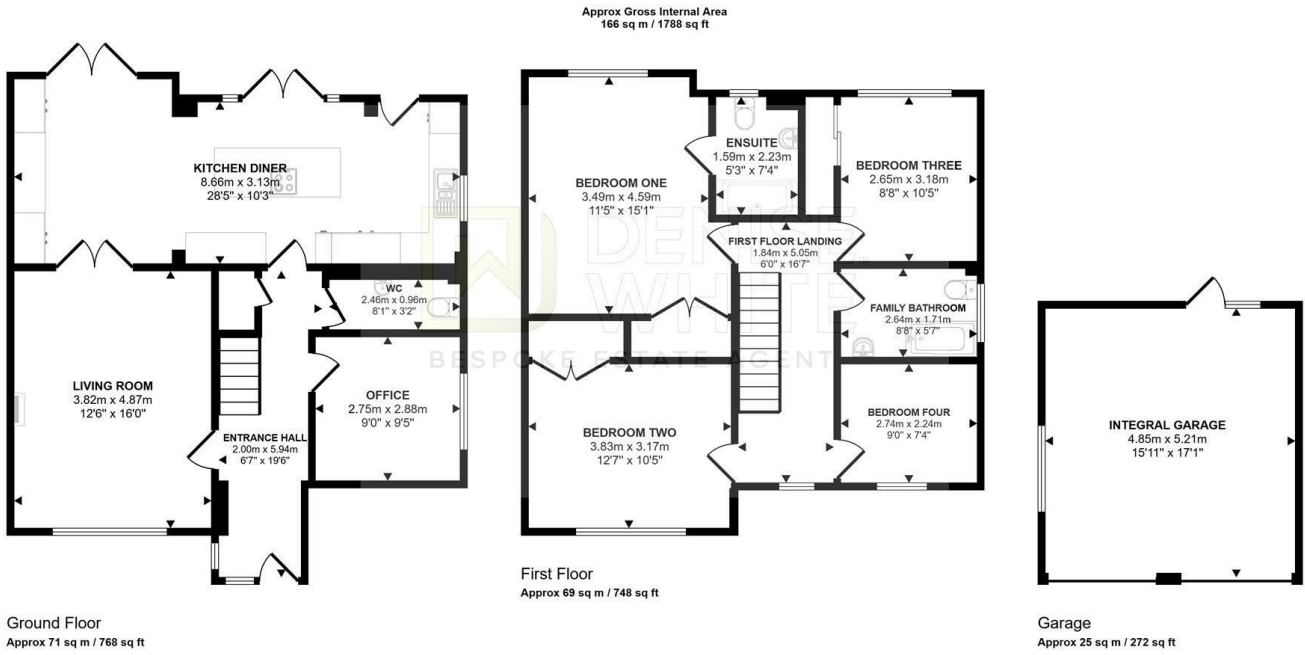 Approx Gross Internal Area
166 sq m / 1788 sq ft
KITCHEN DINER
8.66m x 3.13m
28'5" x 10'3"
LIVING ROOM
3.82m x 4.87m
12'6" x 16'0"
WC
2.46m x 0.96m
8'1" x 3'2"
OFFICE
2.75m x 2.88m
9'0" x 9'5"
ENTRANCE HALL
2.00m x 5.94m
6'7" x 19'6"
Ground Floor
Approx 71 sq m / 768 sq ft
BEDROOM ONE
3.49m x 4.59m
11'5" x 15'1"
ENSUITE
1.59m x 2.23m
5'3" x 7'4"
BEDROOM THREE
2.65m x 3.18m
8'8" x 10'5"
FIRST FLOOR LANDING
1.84m x 5.05m
6'0" x 16'7"
FAMILY BATHROOM
2.64m x 1.71m
8'8" x 5'7"
BEDROOM TWO
3.83m x 3.17m
12'7" x 10'5"
BEDROOM FOUR
2.74m x 2.24m
9'0" x 7'4"
First Floor
Approx 69 sq m / 748 sq ft
INTEGRAL GARAGE
4.85m x 5.21m
15'11" x 17'1"
Garage
Approx 25 sq m / 272 sq ft
DENISE
WHITE
BESPOKE ESTATE AGENT